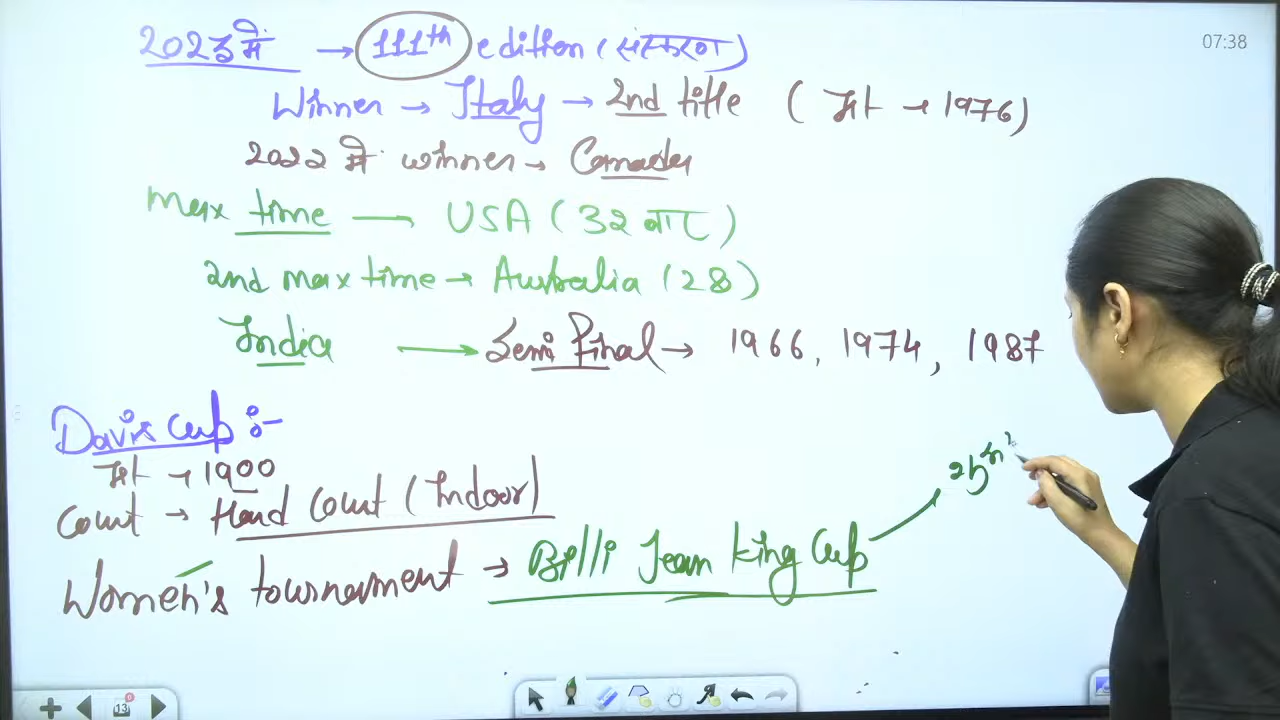 07:38
2023 में → 111th edition (संस्करण)
Winner → Italy → 2nd title ( प्रा. → 1976)
2022 में winner → Canada
Max time — USA ( 32 बार )
2nd max time → Australia (28)
India → Semi Final → 1966, 1974, 1987
Davis Cup :-
प्रा. → 1900
Court → Hard Court ( Indoor)
Women's tournament → Billi Jean King Cup
13